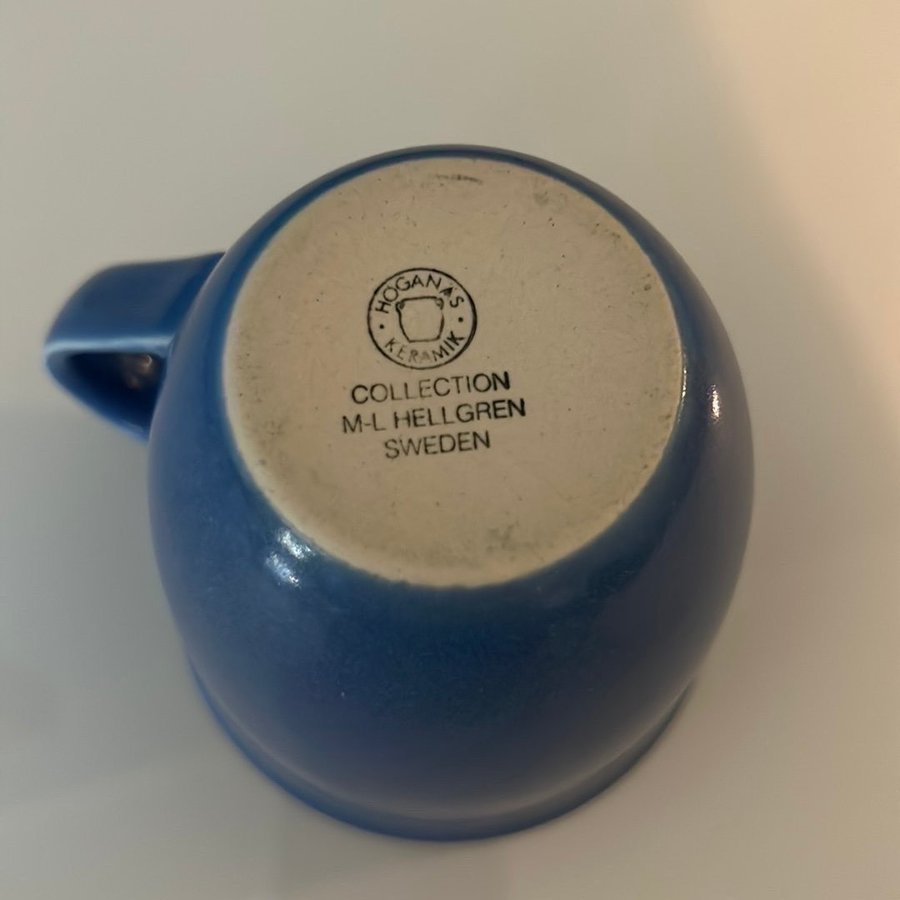 HÖGANÄS
KERAMIK
COLLECTION
M-L HELLGREN
SWEDEN